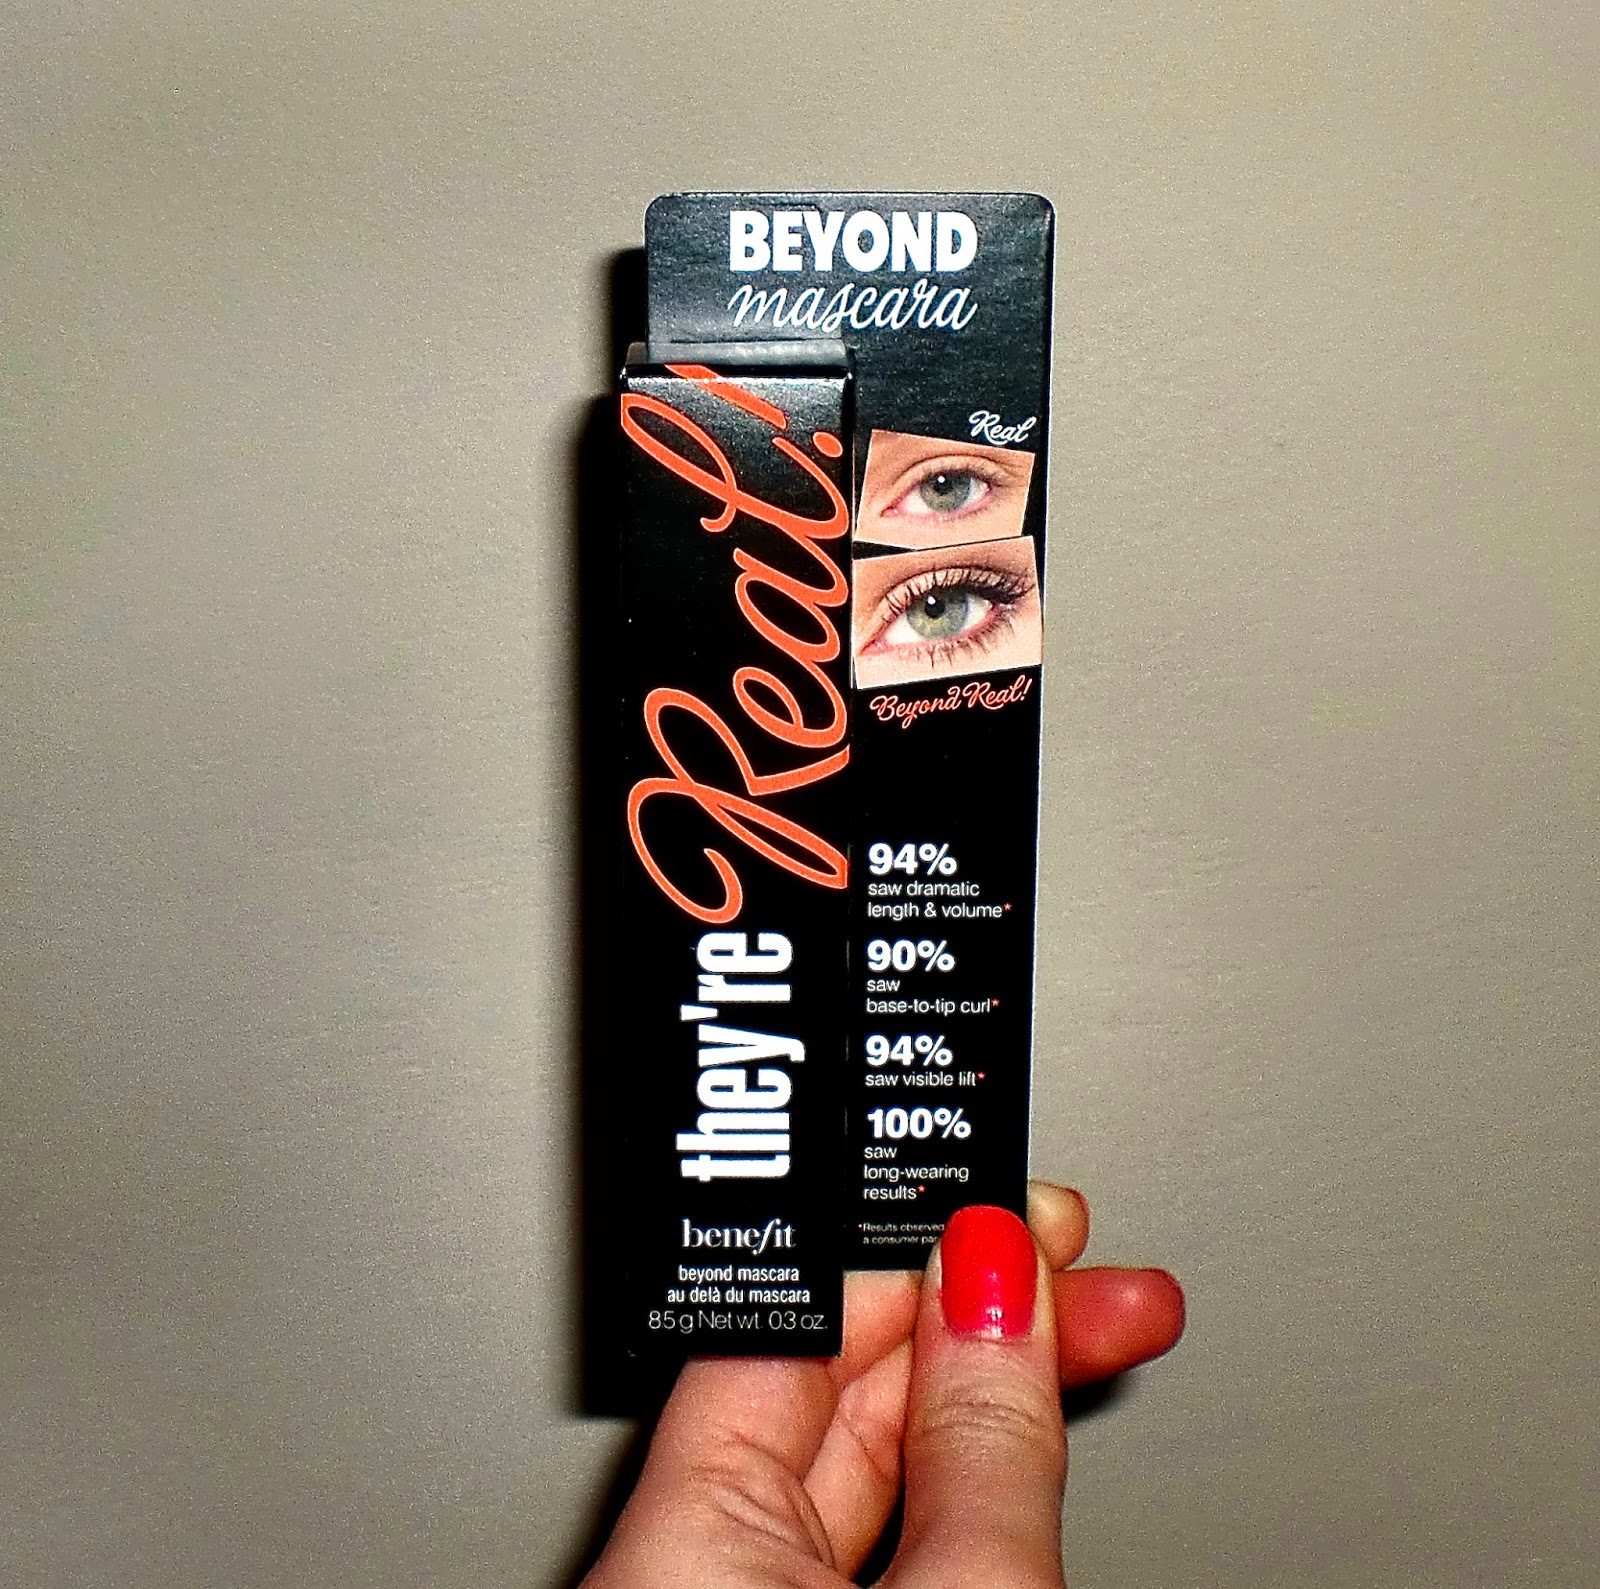 BEYOND
mascara
they're Real!
benefit
beyond mascara
au delà du mascara
8.5 g Net wt. 0.3 oz.
Real
Beyond Real!
94%
saw dramatic
length & volume*
90%
saw
base-to-tip curl*
94%
saw visible lift*
100%
saw
long-wearing
results*
*Results observed
a consumer